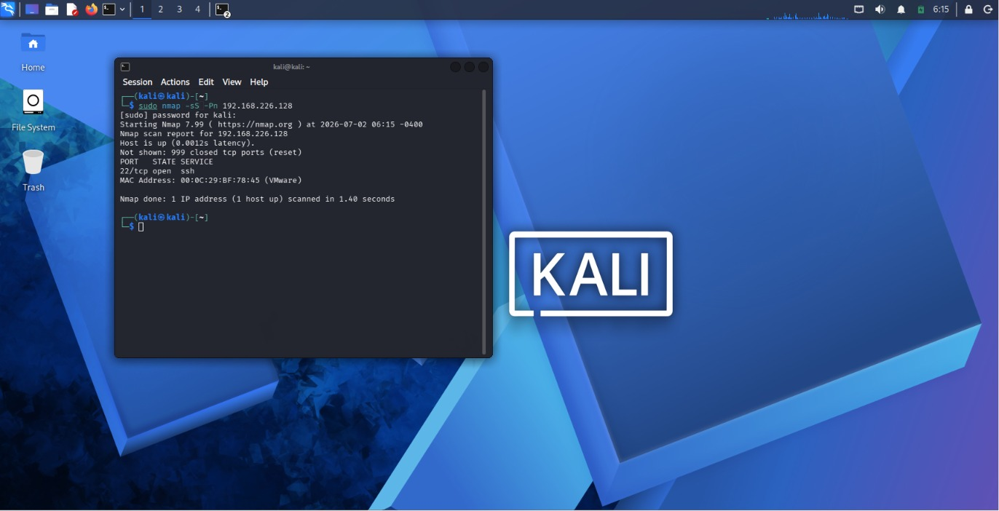 1 2 3 4 2 6:15
Home
File System
Trash
kali@kali: ~
Session Actions Edit View Help
(kali㉿kali)-[~]
$ sudo nmap -sS -Pn 192.168.226.128
[sudo] password for kali:
Starting Nmap 7.99 ( https://nmap.org ) at 2026-07-02 06:15 -0400
Nmap scan report for 192.168.226.128
Host is up (0.0012s latency).
Not shown: 999 closed tcp ports (reset)
PORT   STATE SERVICE
22/tcp open  ssh
MAC Address: 00:0C:29:BF:78:45 (VMware)
Nmap done: 1 IP address (1 host up) scanned in 1.40 seconds
(kali㉿kali)-[~]
$
KALI